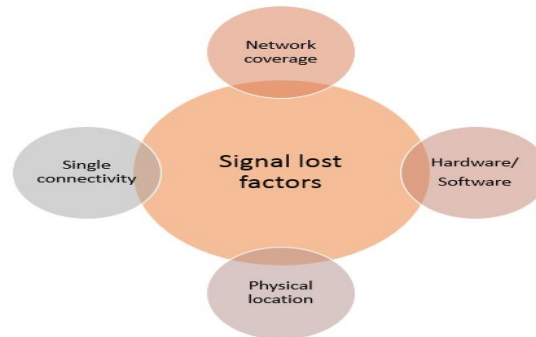 Network
coverage
Single
connectivity
Signal lost
factors
Hardware/
Software
Physical
location